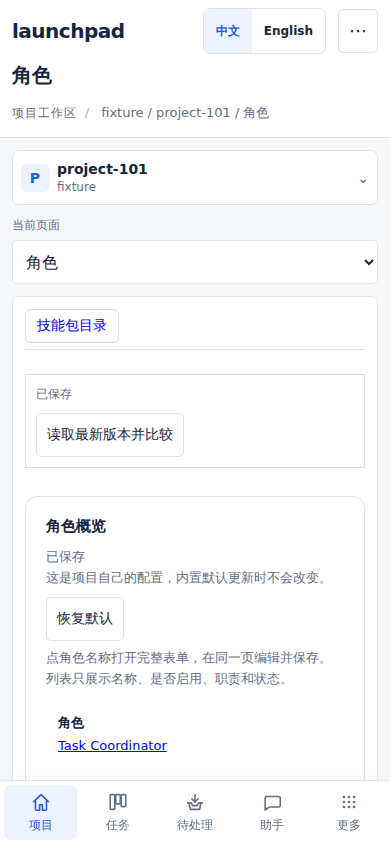 launchpad
中文 English ···
角色
项目工作区 / fixture / project-101 / 角色
P project-101
fixture
当前页面
角色
技能包目录
已保存
读取最新版本并比较
角色概览
已保存
这是项目自己的配置，内置默认更新时不会改变。
恢复默认
点角色名称打开完整表单，在同一页编辑并保存。
列表只展示名称、是否启用、职责和状态。
角色
Task Coordinator
项目 任务 待处理 助手 更多